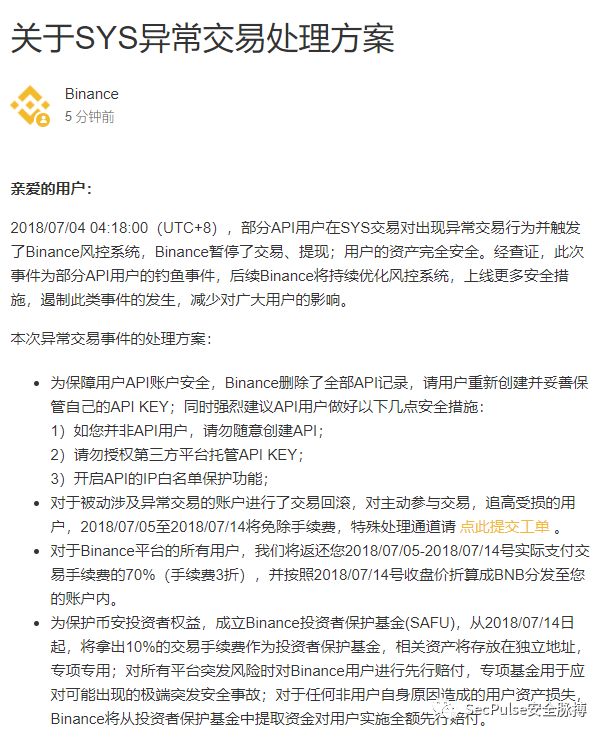 关于SYS异常交易处理方案
Binance
5 分钟前
亲爱的用户：
2018/07/04 04:18:00（UTC+8），部分API用户在SYS交易对出现异常交易行为并触发
了Binance风控系统，Binance暂停了交易、提现；用户的资产完全安全。经查证，此次
事件为部分API用户的钓鱼事件，后续Binance将持续优化风控系统，上线更多安全措
施，遏制此类事件的发生，减少对广大用户的影响。
本次异常交易事件的处理方案：
• 为保障用户API账户安全，Binance删除了全部API记录，请用户重新创建并妥善保
管自己的API KEY；同时强烈建议API用户做好以下几点安全措施：
1）如您并非API用户，请勿随意创建API；
2）请勿授权第三方平台托管API KEY；
3）开启API的IP白名单保护功能；
• 对于被动涉及异常交易的账户进行了交易回滚，对主动参与交易，追高受损的用
户，2018/07/05至2018/07/14将免除手续费，特殊处理通道请 点此提交工单 。
• 对于Binance平台的所有用户，我们将返还您2018/07/05-2018/07/14号实际支付交
易手续费的70%（手续费3折），并按照2018/07/14号收盘价折算成BNB分发至您
的账户内。
• 为保护币安投资者权益，成立Binance投资者保护基金(SAFU)，从2018/07/14日
起，将拿出10%的交易手续费作为投资者保护基金，相关资产将存放在独立地址，
专项专用；对所有平台突发风险时对Binance用户进行先行赔付，专项基金用于应
对可能出现的极端突发安全事故；对于任何非用户自身原因造成的用户资产损失，
Binance将从投资者保护基金中提取资金对用户实施全额先行赔付。
SecPulse安全脉搏